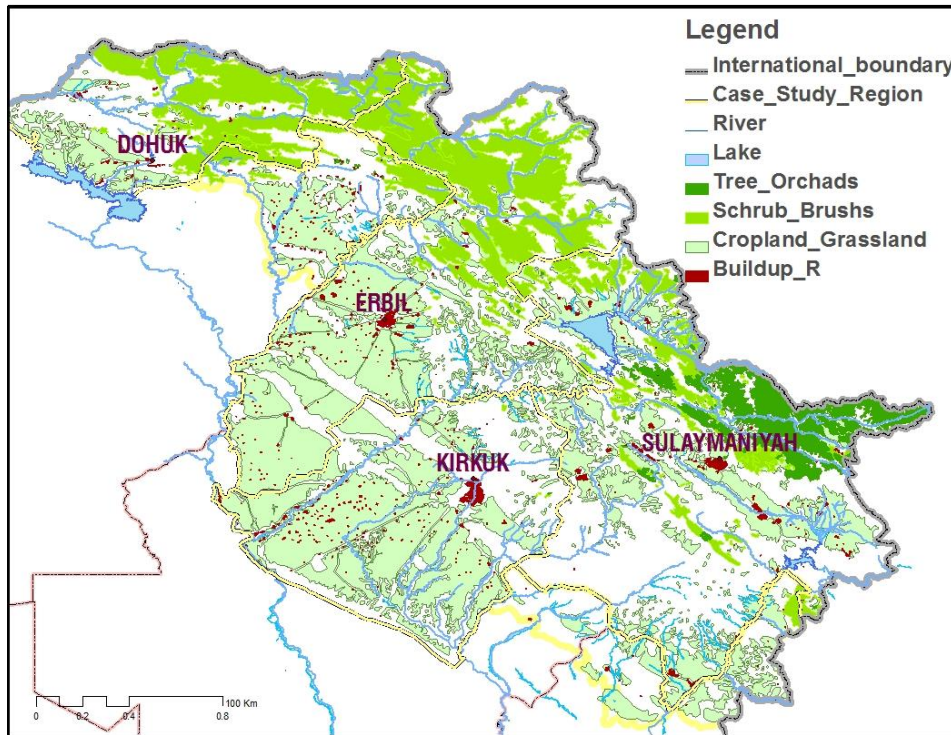 Legend
International_boundary
Case_Study_Region
River
Lake
Tree_Orchads
Schrub_Brushs
Cropland_Grassland
Buildup_R
DOHUK
ERBIL
KIRKUK
SULAYMANIYAH
100 Km
0 0.2 0.4 0.8